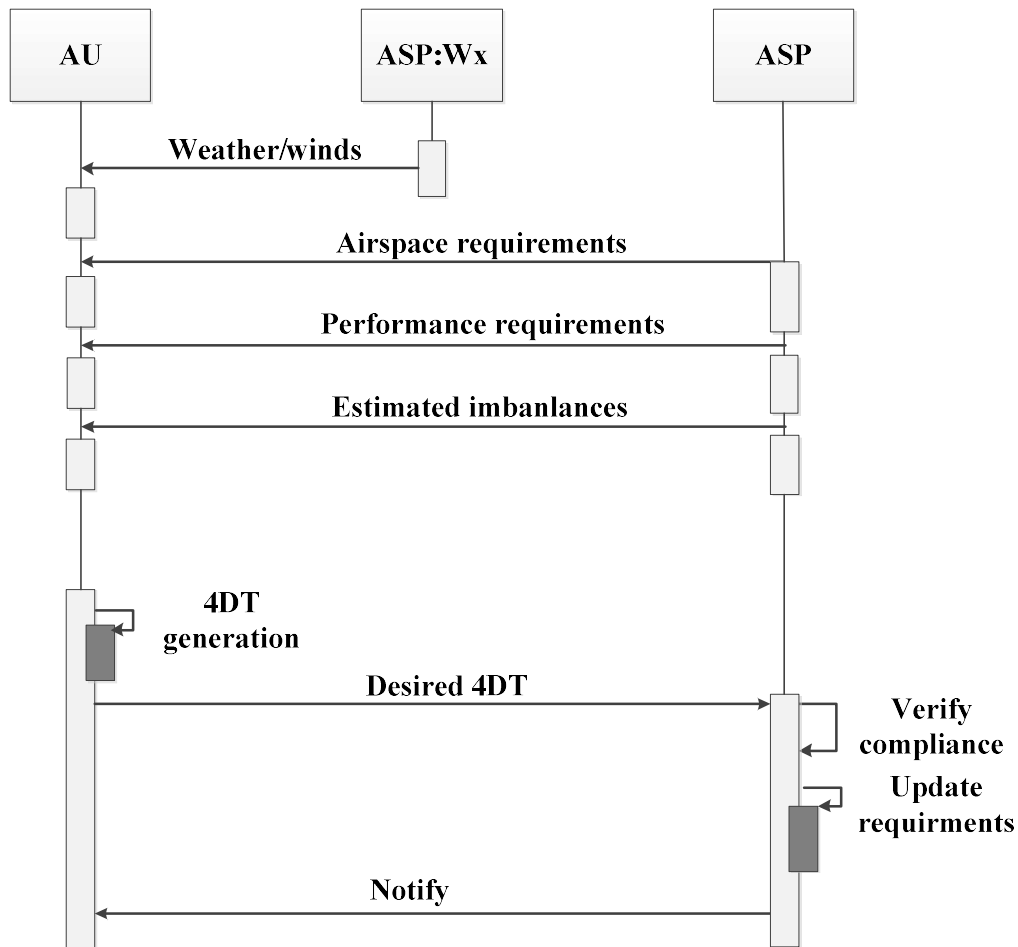 AU
ASP:Wx
ASP
Weather/winds
Airspace requirements
Performance requirements
Estimated imbanlances
4DT
generation
Desired 4DT
Verify
compliance
Update
requirments
Notify